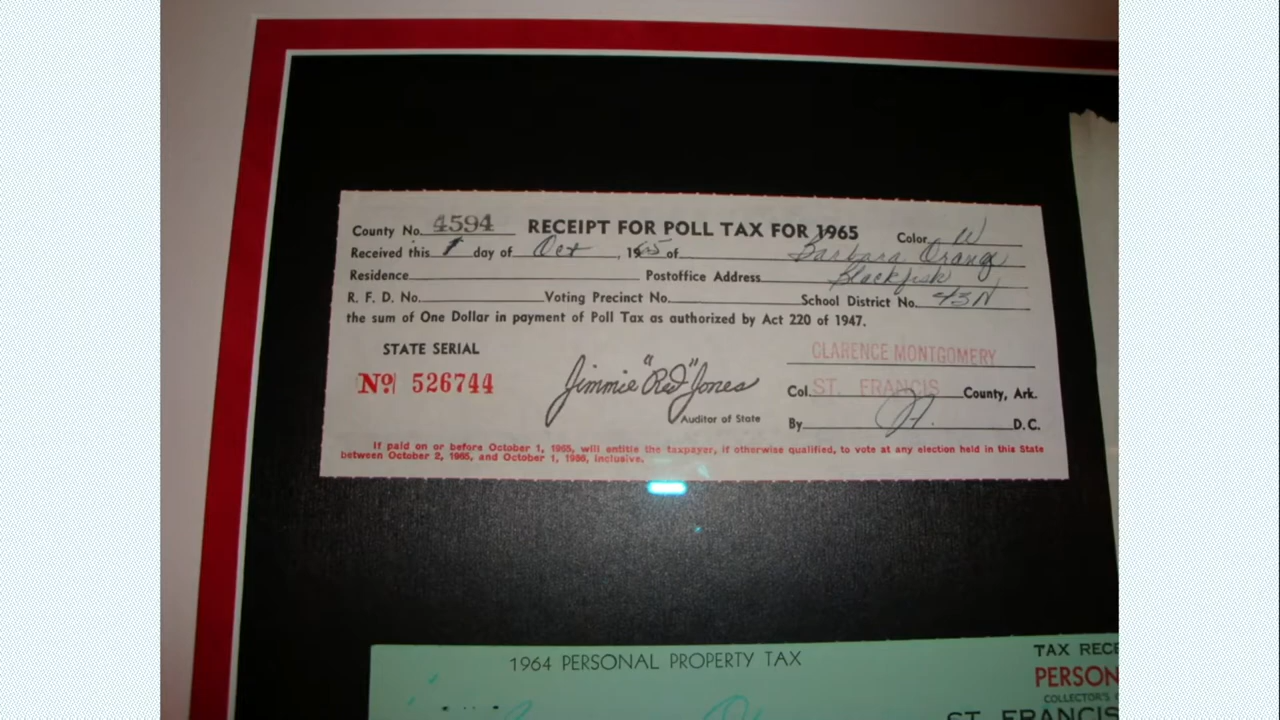 County No. 4594 RECEIPT FOR POLL TAX FOR 1965 Color W
Received this 1 day of Oct, 1965 of Barbara Orang
Residence Postoffice Address Blackfish
R. F. D. No. Voting Precinct No. School District No. 43N
the sum of One Dollar in payment of Poll Tax as authorized by Act 220 of 1947.
STATE SERIAL
CLARENCE MONTGOMERY
No 526744
Jimmie "Red" Jones
Col. ST. FRANCIS County, Ark.
Auditor of State
By D.C.
If paid on or before October 1, 1965, will entitle the taxpayer, if otherwise qualified, to vote at any election held in this State
between October 2, 1965, and October 1, 1966, inclusive.
1964 PERSONAL PROPERTY TAX
TAX RECE
PERSON
COLLECTOR'S
ST. FRANCIS